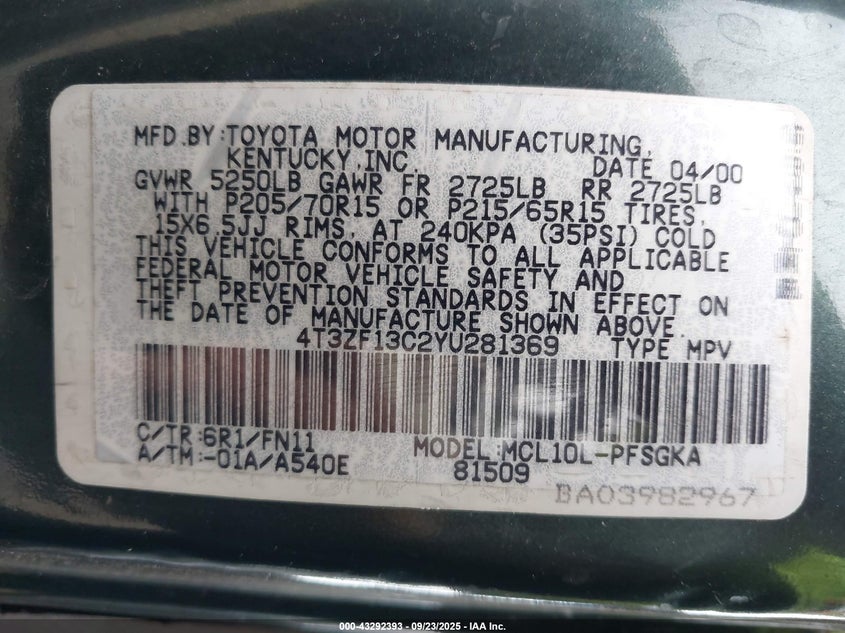 MFD.BY:TOYOTA MOTOR MANUFACTURING,
KENTUCKY,INC. DATE 04/00
GVWR 5250LB GAWR FR 2725LB RR 2725LB
WITH P205/70R15 OR P215/65R15 TIRES,
15X6.5JJ RIMS, AT 240KPA (35PSI) COLD
THIS VEHICLE CONFORMS TO ALL APPLICABLE
FEDERAL MOTOR VEHICLE SAFETY AND
THEFT PREVENTION STANDARDS IN EFFECT ON
THE DATE OF MANUFACTURE SHOWN ABOVE.
4T3ZF13C2YU281369 TYPE MPV
C/TR:6R1/FN11 MODEL:MCL10L-PFSGKA
A/TM:-01A/A540E 81509
BA03982967
000-43292393 - 09/23/2025 - IAA Inc.